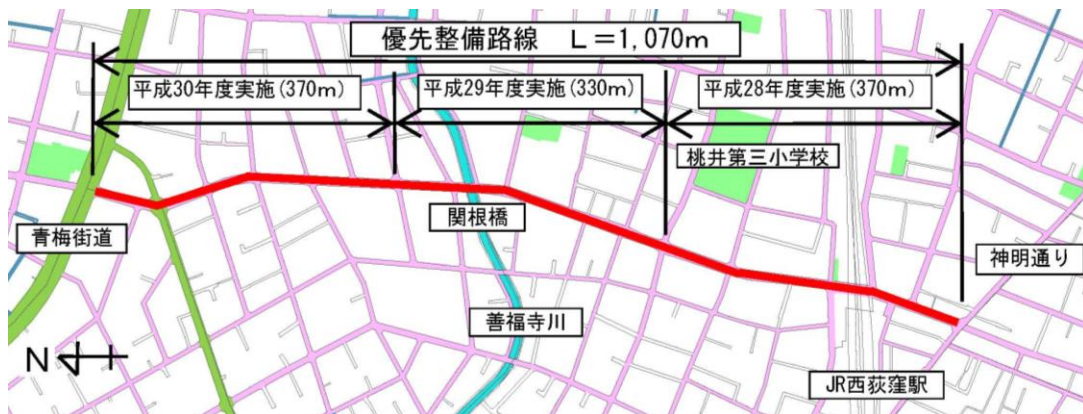 優先整備路線 L=1,070m
平成30年度実施(370m)
平成29年度実施(330m)
平成28年度実施(370m)
桃井第三小学校
関根橋
青梅街道
神明通り
善福寺川
N
JR西荻窪駅